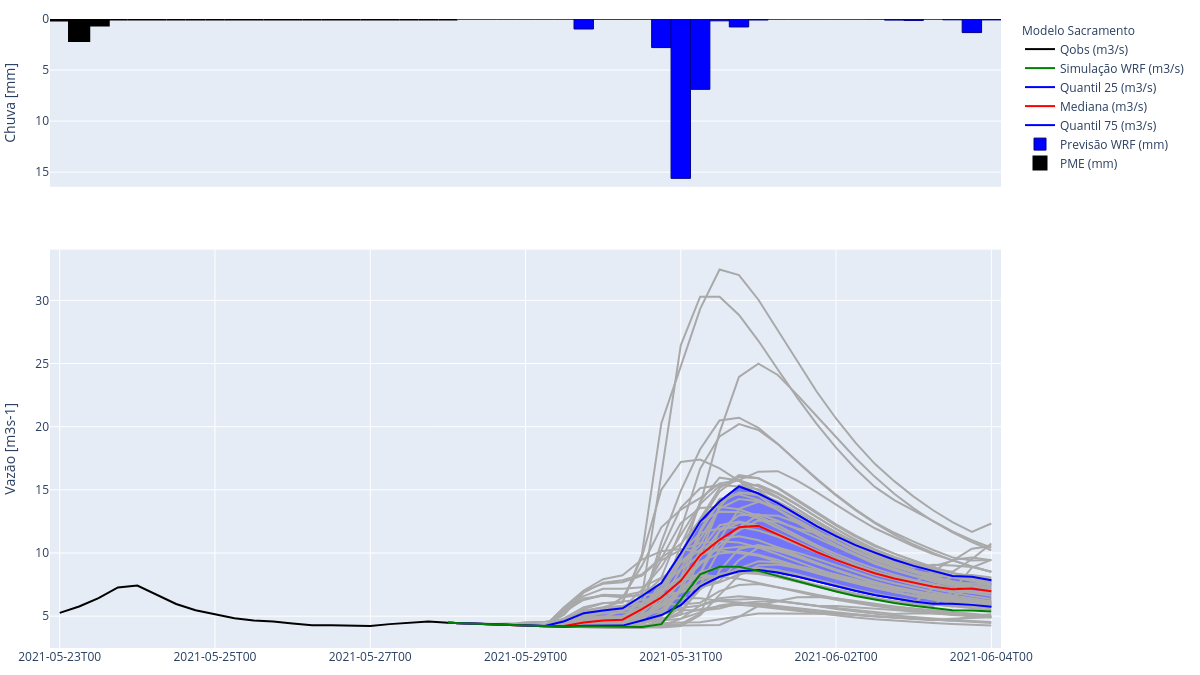 Chuva [mm]
0
5
10
15
Modelo Sacramento
Qobs (m3/s)
Simulação WRF (m3/s)
Quantil 25 (m3/s)
Mediana (m3/s)
Quantil 75 (m3/s)
Previsão WRF (mm)
PME (mm)
Vazão [m3s-1]
30
25
20
15
10
5
2021-05-23T00
2021-05-25T00
2021-05-27T00
2021-05-29T00
2021-05-31T00
2021-06-02T00
2021-06-04T00